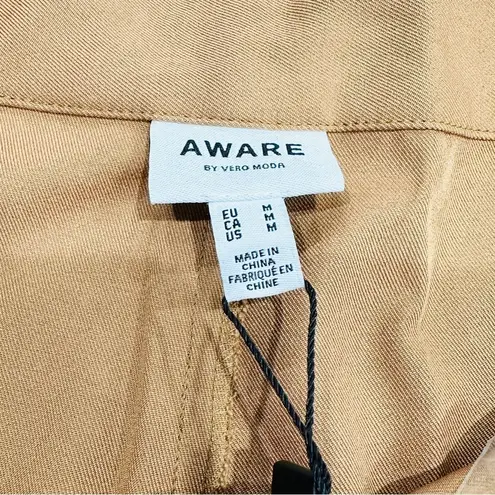 AWARE
BY VERO MODA
EU M
CA M
US M
MADE IN
CHINA
FABRIQUÉ EN
CHINE